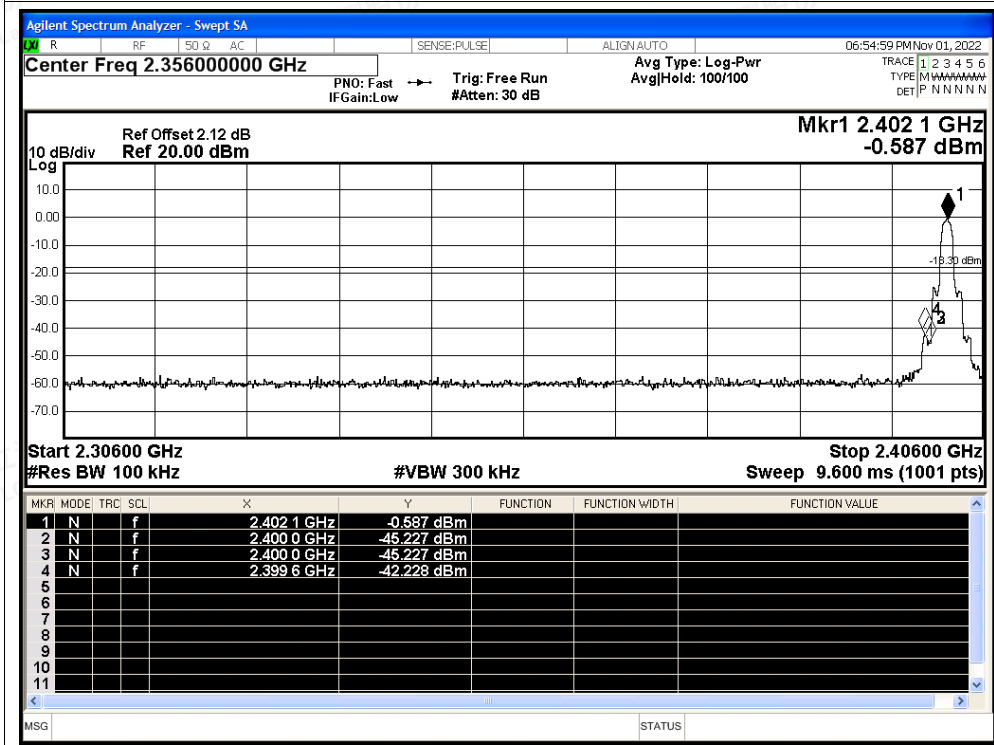 Agilent Spectrum Analyzer - Swept SA
LXI R RF 50 Ω AC SENSE:PULSE ALIGN AUTO 06:54:59 PM Nov 01, 2022
Center Freq 2.356000000 GHz
PNO: Fast
IFGain:Low
Trig: Free Run
#Atten: 30 dB
Avg Type: Log-Pwr
Avg|Hold: 100/100
TRACE 1 2 3 4 5 6
TYPE M
DET P N N N N N
Mkr1 2.402 1 GHz
-0.587 dBm
Ref Offset 2.12 dB
10 dB/div Ref 20.00 dBm
Log
10.0
0.00
-10.0
-20.0
-30.0
-40.0
-50.0
-60.0
-70.0
1
dBm
4
Start 2.30600 GHz Stop 2.40600 GHz
#Res BW 100 kHz #VBW 300 kHz Sweep 9.600 ms (1001 pts)
MKR MODE TRC SCL X Y FUNCTION FUNCTION WIDTH FUNCTION VALUE
1 N f 2.402 1 GHz -0.587 dBm
2 N f 2.400 0 GHz -45.227 dBm
3 N f 2.400 0 GHz -45.227 dBm
4 N f 2.399 6 GHz -42.228 dBm
5
6
7
8
9
10
11
MSG STATUS